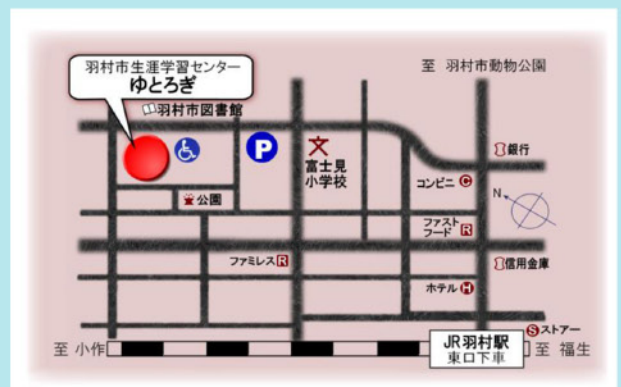 羽村市生涯学習センター
ゆとろぎ
至 羽村市動物公園
羽村市図書館
P
文
富士見
小学校
銀行
コンビニ C
N
公園
ファスト
フード R
ファミレス R
信用金庫
ホテル H
S ストアー
至 小作
JR羽村駅
東口下車
至 福生